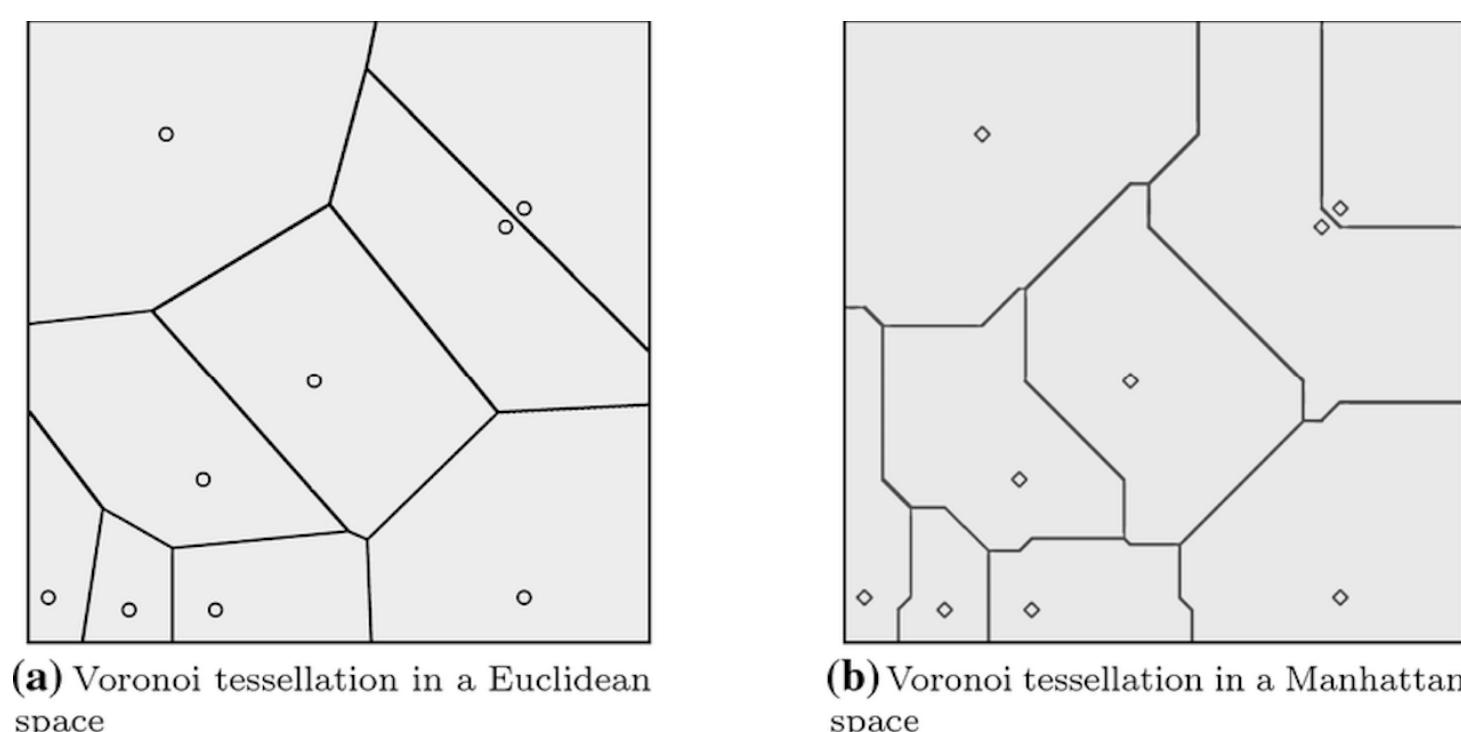 (a) Voronoi tessellation in a Euclidean
space
(b) Voronoi tessellation in a Manhattan
space